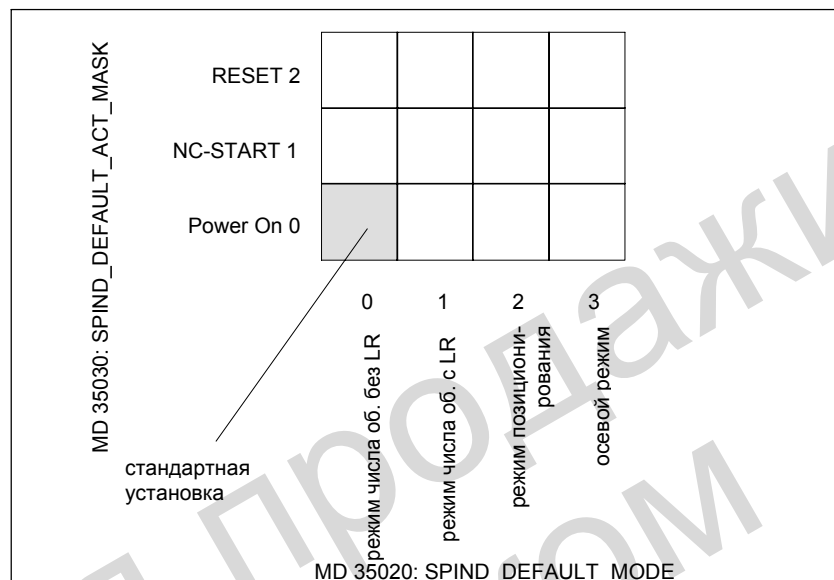 MD 35030: SPIND_DEFAULT_ACT_MASK
RESET 2
NC-START 1
Power On 0
0
1
2
3
режим числа об. без LR
режим числа об. с LR
режим позициони-
рования
осевой режим
стандартная
установка
MD 35020: SPIND_DEFAULT_MODE
продажи